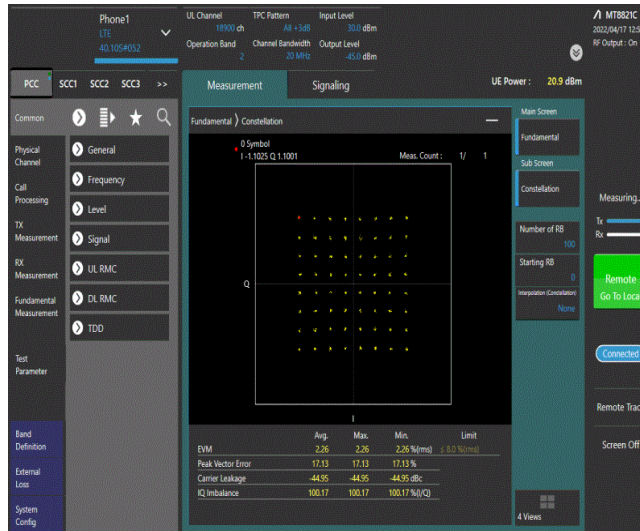 Phone1
LTE
40.10S#052
UL Channel
18900 ch
TPC Pattern
All +3dB
Input Level
30.0 dBm
Operation Band
2
Channel Bandwidth
20 MHz
Output Level
-45.0 dBm
MT8821C
2022/04/17 12:5
RF Output : On
PCC SCC1 SCC2 SCC3 >>
Measurement
Signaling
UE Power : 20.9 dBm
Common
Physical
Channel
Call
Processing
TX
Measurement
RX
Measurement
Fundamental
Measurement
Test
Parameter
Band
Definition
External
Loss
System
Config
General
Frequency
Level
Signal
UL RMC
DL RMC
TDD
Fundamental 〉 Constellation
0 Symbol
I -1.1025 Q 1.1001
Meas. Count : 1/ 1
Q
I
Avg. Max. Min. Limit
EVM 2.26 2.26 2.26 %(rms) ≤ 8.0 %(rms)
Peak Vector Error 17.13 17.13 17.13 %
Carrier Leakage -44.95 -44.95 -44.95 dBc
IQ Imbalance 100.17 100.17 100.17 %(I/Q)
Main Screen
Fundamental
Sub Screen
Constellation
Number of RB
100
Starting RB
0
Interpolation (Constellation)
None
4 Views
Measuring..
Tx
Rx
Remote
Go To Loca
Connected
Remote Trac
Screen Off